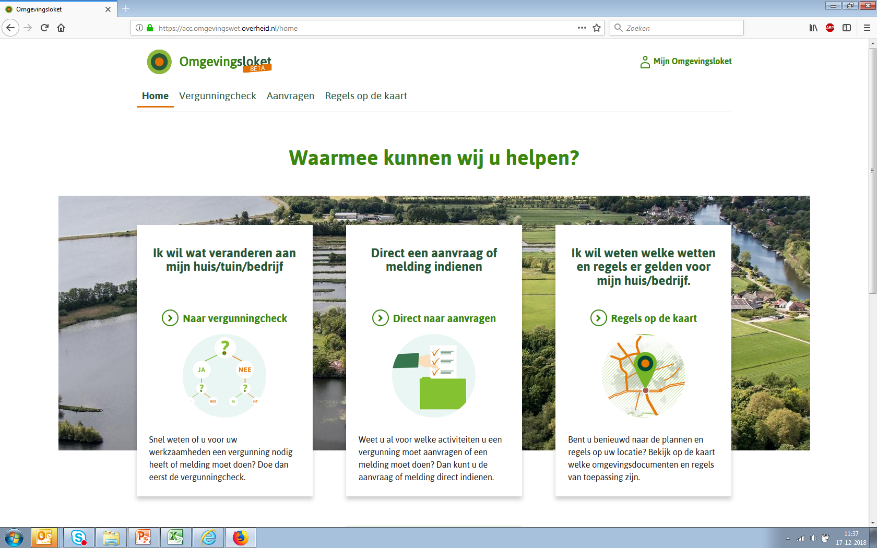 Omgevingsloket
https://acc.omgevingswet.overheid.nl/home
Zoeken
Omgevingsloket
BETA
Mijn Omgevingsloket
Home Vergunningcheck Aanvragen Regels op de kaart
Waarmee kunnen wij u helpen?
Ik wil wat veranderen aan
mijn huis/tuin/bedrijf
Naar vergunningcheck
?
JA NEE
? ?
Snel weten of u voor uw
werkzaamheden een vergunning nodig
heeft of melding moet doen? Doe dan
eerst de vergunningcheck.
Direct een aanvraag of
melding indienen
Direct naar aanvragen
Weet u al voor welke activiteiten u een
vergunning moet aanvragen of een
melding moet doen? Dan kunt u de
aanvraag of melding direct indienen.
Ik wil weten welke wetten
en regels er gelden voor
mijn huis/bedrijf.
Regels op de kaart
Bent u benieuwd naar de plannen en
regels op uw locatie? Bekijk op de kaart
welke omgevingsdocumenten en regels
van toepassing zijn.
11:37
17-12-2018